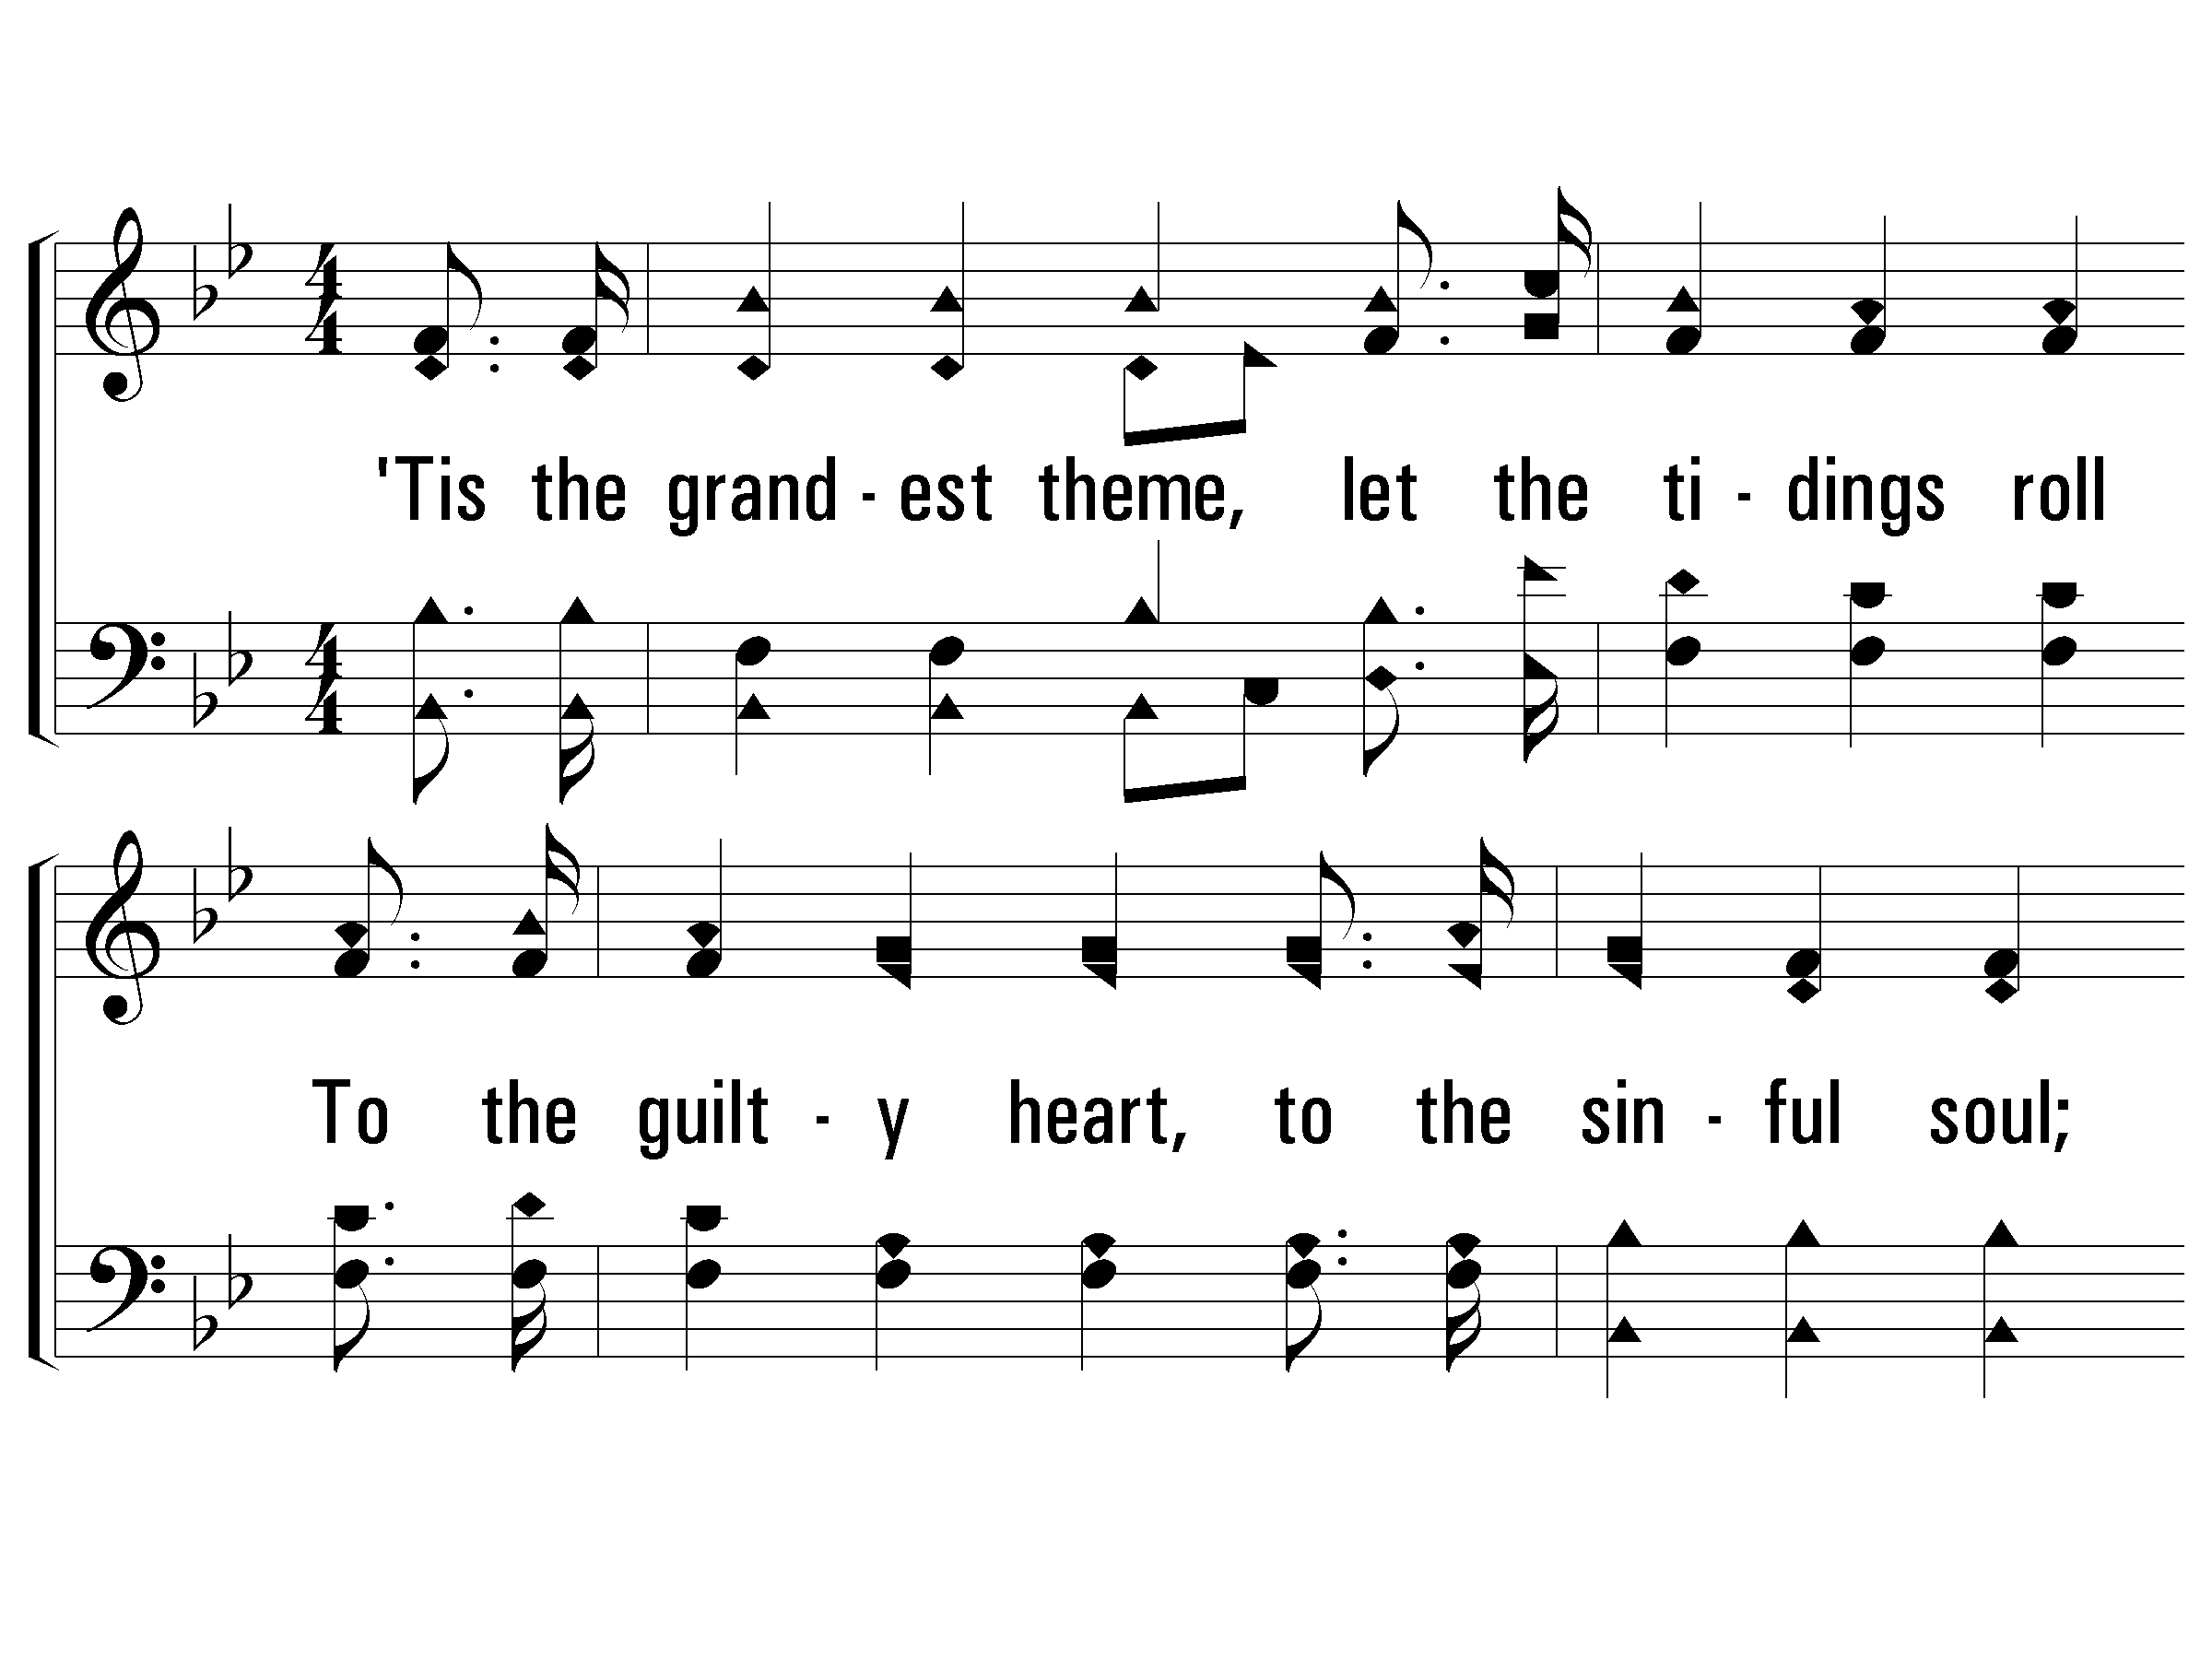 'Tis the grand - est theme, let the ti - dings roll
To the guilt - y heart, to the sin - ful soul;